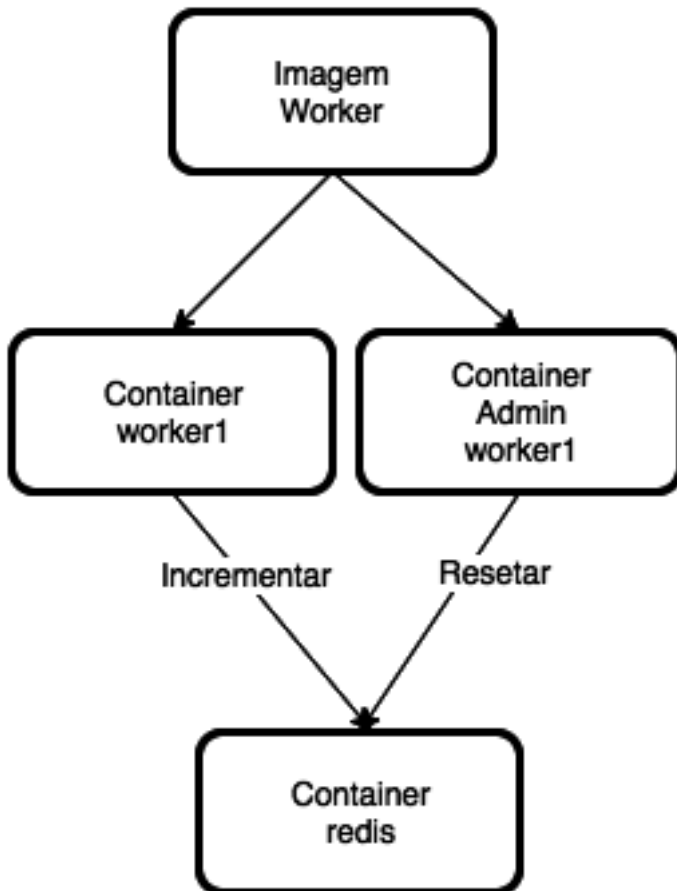 Imagem
Worker
Container
worker1
Container
Admin
worker1
Incrementar
Resetar
Container
redis